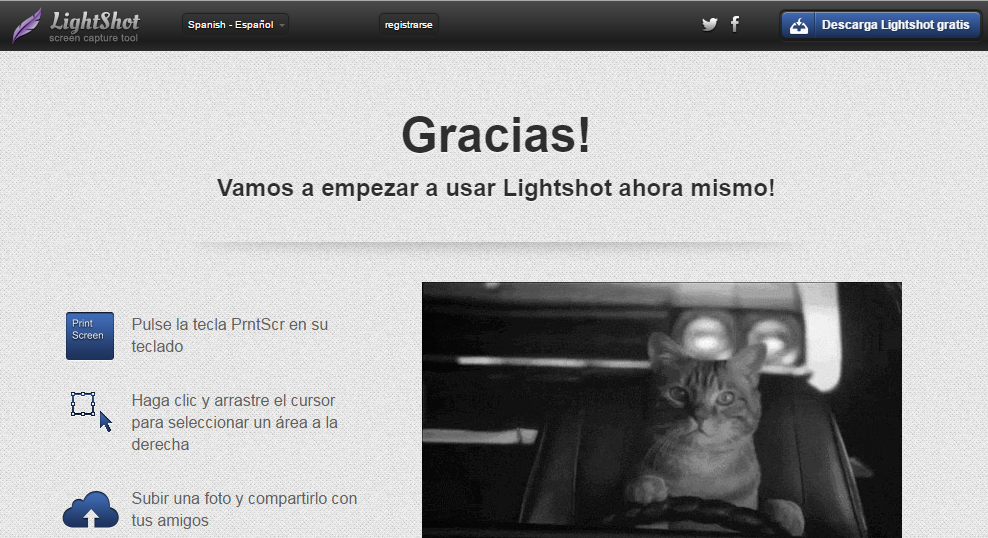 LightShot
screen capture tool
Spanish - Español
registrarse
Descarga Lightshot gratis
Gracias!
Vamos a empezar a usar Lightshot ahora mismo!
Print
Screen
Pulse la tecla PrntScr en su
teclado
Haga clic y arrastre el cursor
para seleccionar un área a la
derecha
Subir una foto y compartirlo con
tus amigos